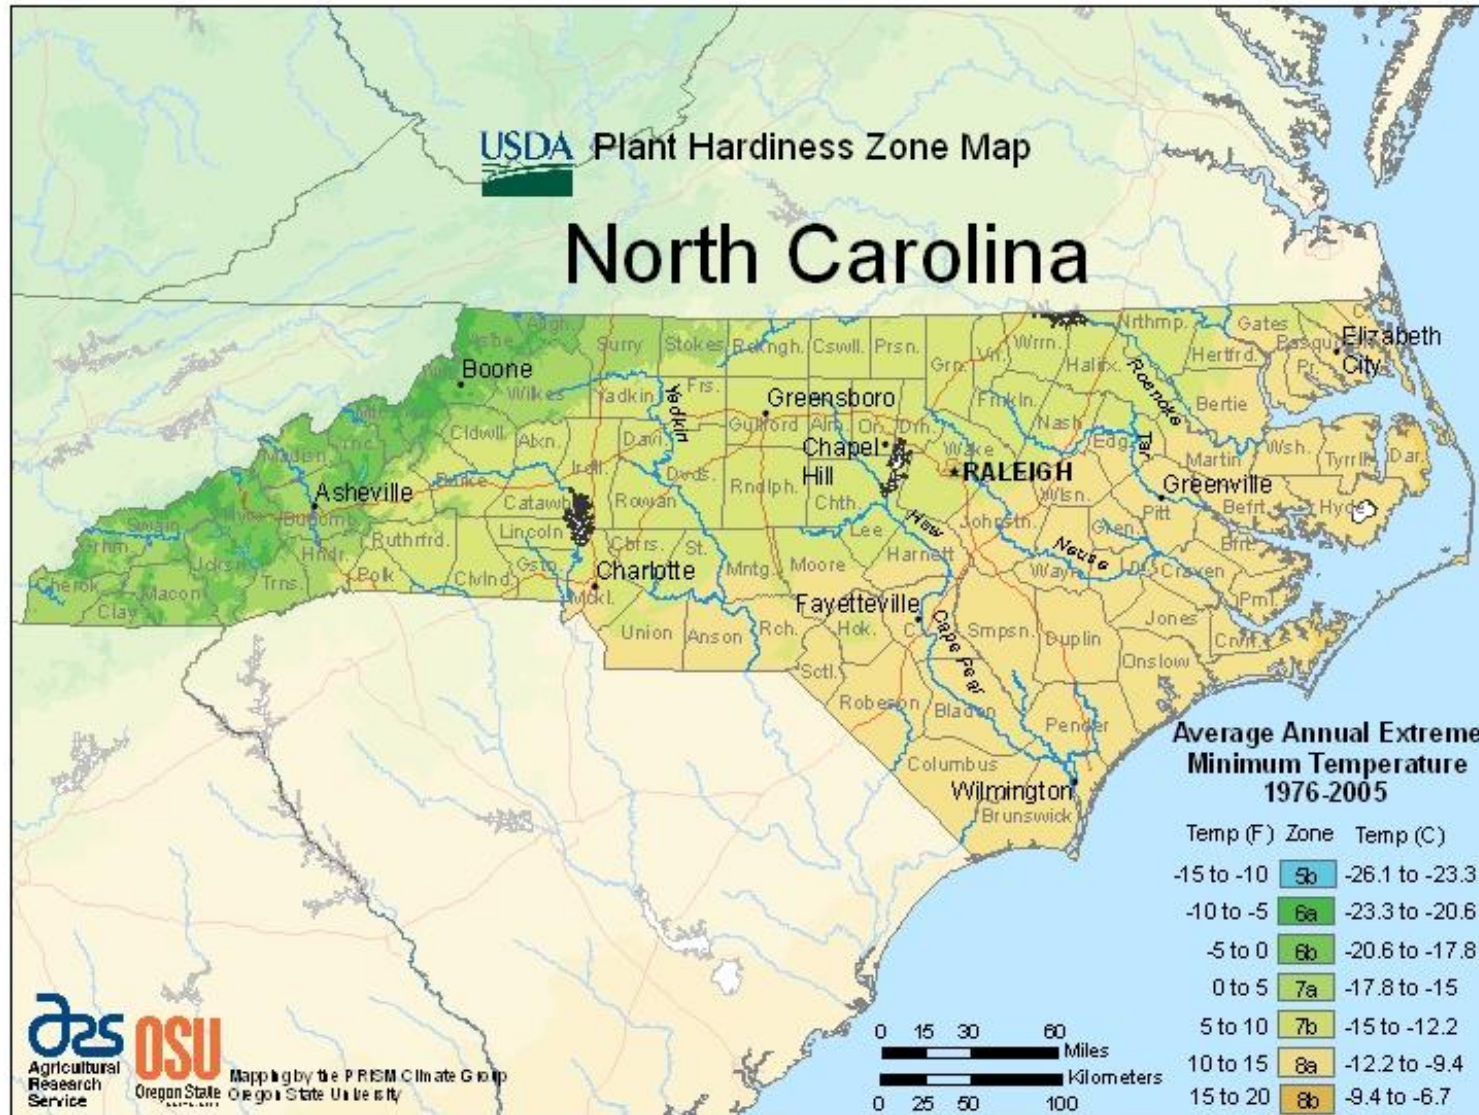 USDA Plant Hardiness Zone Map
North Carolina
Boone
Asheville
Charlotte
Greensboro
Chapel
Hill
RALEIGH
Fayetteville
Wilmington
Greenville
Elizabeth
City
Yadkin
Haw
Cape Fear
Neuse
Tar
Roanoke
Surry
Stokes
Rckngh.
Cswll.
Prsn.
Grn.
Wrrn.
Nrthmp.
Gates
Hertfrd.
Halifx.
Wilkes
Yadkin
Frs.
Guilford
Alm.
Drh.
Frnkln.
Nash
Edg.
Bertie
Martin
Wsh.
Tyrrll.
Dar.
Cldwll.
Alxn.
Davi.
Iredl.
Burke
Catawb.
Rowan
Dvds.
Rndlph.
Chth.
Wake
Johnstn.
Wlsn.
Pitt
Hyde
Swain
Madisn
Lincoln
Ruthrfrd.
Polk
Clvlnd.
Gstn.
Cbrrs.
St.
Mntg.
Moore
Lee
Harnett
Wayn.
Craven
Pml.
Jones
Crvn.
Hndr.
Trns.
Macon
Clay
Cherok.
Union
Anson
Rch.
Hok.
Sctl.
Smpsn.
Duplin
Onslow
Robeson
Bladen
Pender
Columbus
Brunswick
Average Annual Extreme
Minimum Temperature
1976-2005
Temp (F) Zone Temp (C)
-15 to -10 5b -26.1 to -23.3
-10 to -5 6a -23.3 to -20.6
-5 to 0 6b -20.6 to -17.8
0 to 5 7a -17.8 to -15
5 to 10 7b -15 to -12.2
10 to 15 8a -12.2 to -9.4
15 to 20 8b -9.4 to -6.7
0 15 30 60
Miles
Kilometers
0 25 50 100
ars
Agricultural
Research
Service
OSU
Oregon State
Mapping by the PRISM Climate Group
Oregon State University